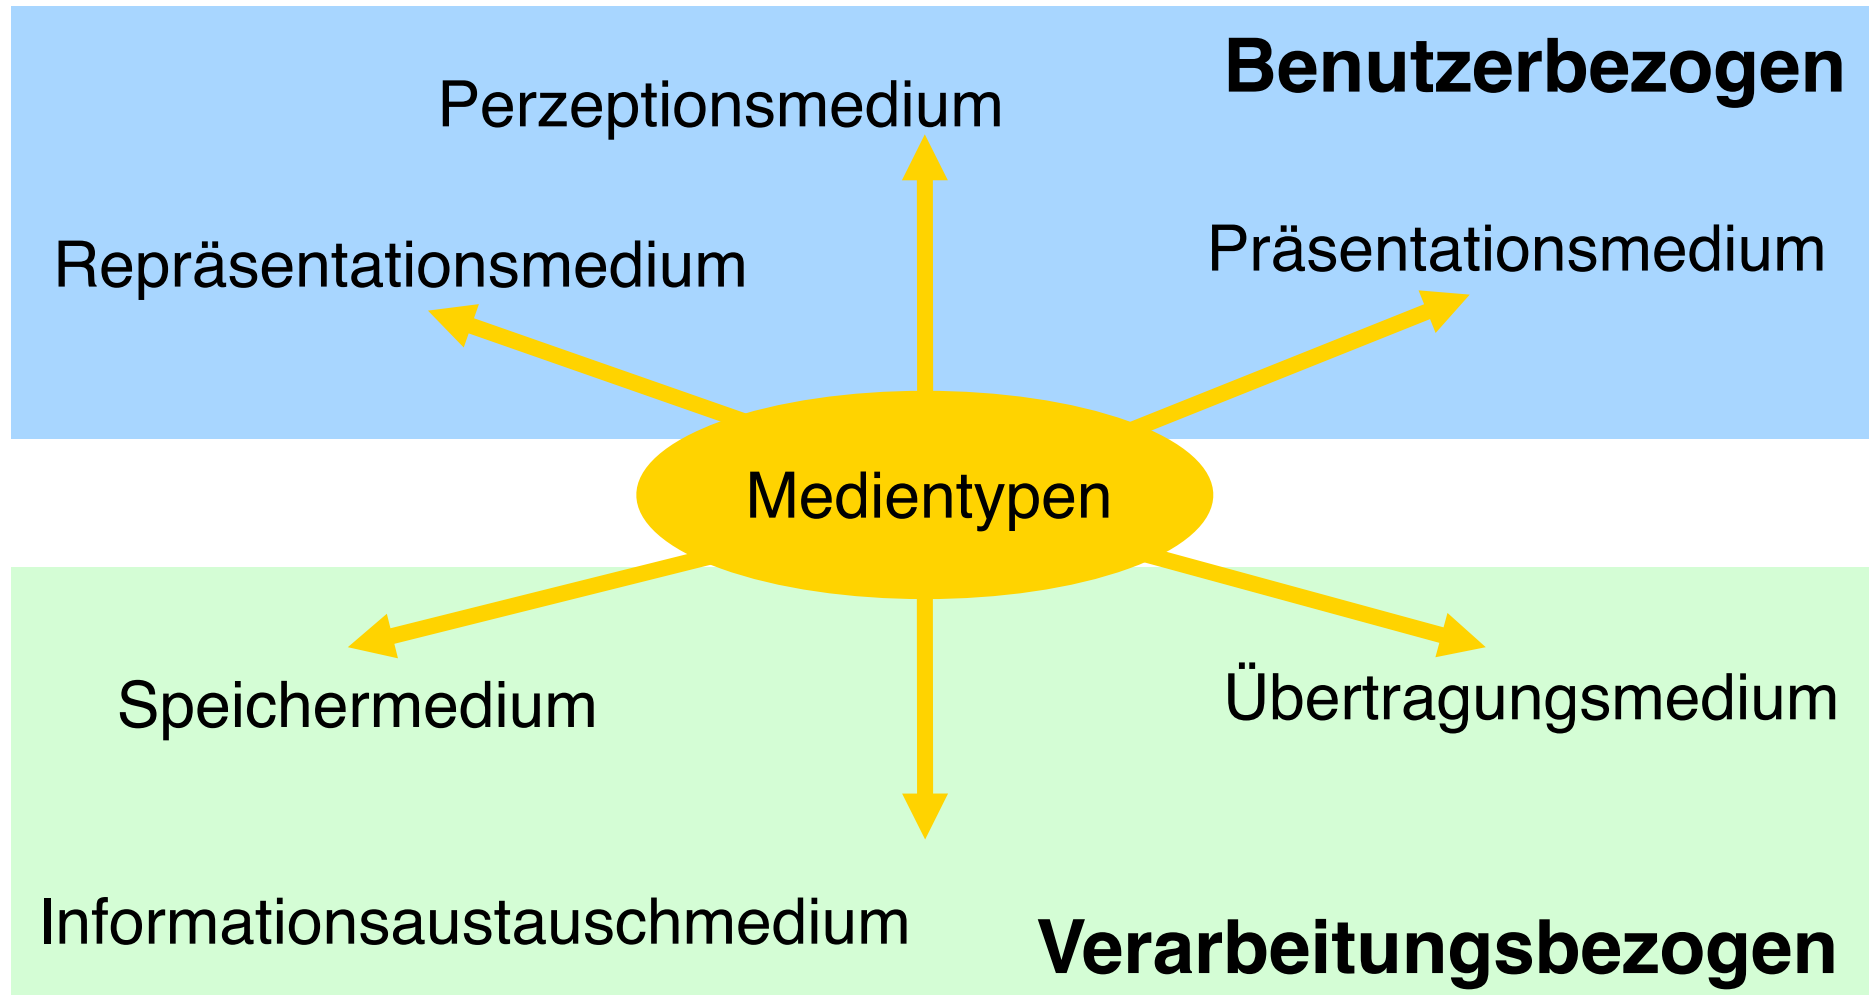 Benutzerbezogen
Perzeptionsmedium
Repräsentationsmedium
Präsentationsmedium
Medientypen
Speichermedium
Übertragungsmedium
Informationsaustauschmedium
Verarbeitungsbezogen